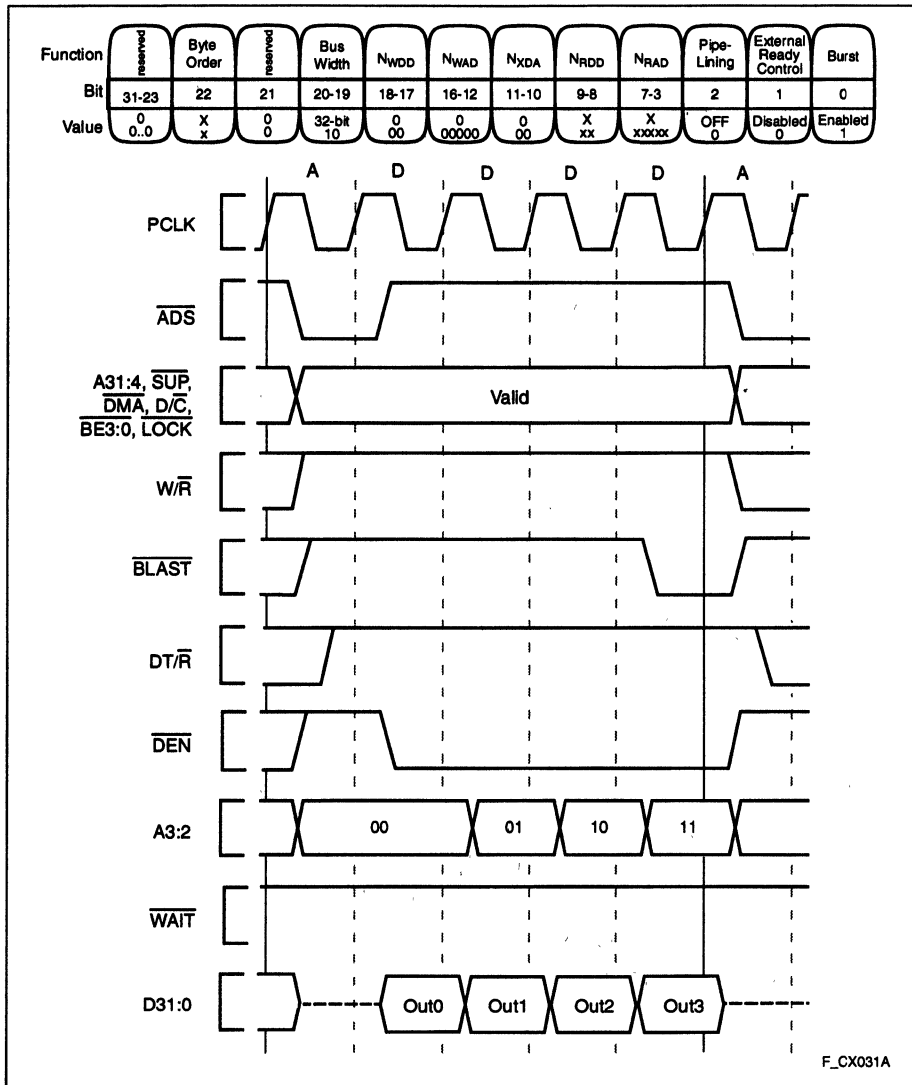 Function reserved Byte Order reserved Bus Width NWDD NWAD NXDA NRDD NRAD Pipe-Lining External Ready Control Burst
Bit 31-23 22 21 20-19 18-17 16-12 11-10 9-8 7-3 2 1 0
Value 0 X 0 32-bit 0 0 0 X X OFF Disabled Enabled
0..0 x 0 10 00 00000 00 xx xxxxx 0 0 1
A D D D D A
PCLK
ADS
A31:4, SUP,
DMA, D/C,
BE3:0, LOCK
Valid
W/R
BLAST
DT/R
DEN
A3:2 00 01 10 11
WAIT
D31:0 Out0 Out1 Out2 Out3
F_CX031A